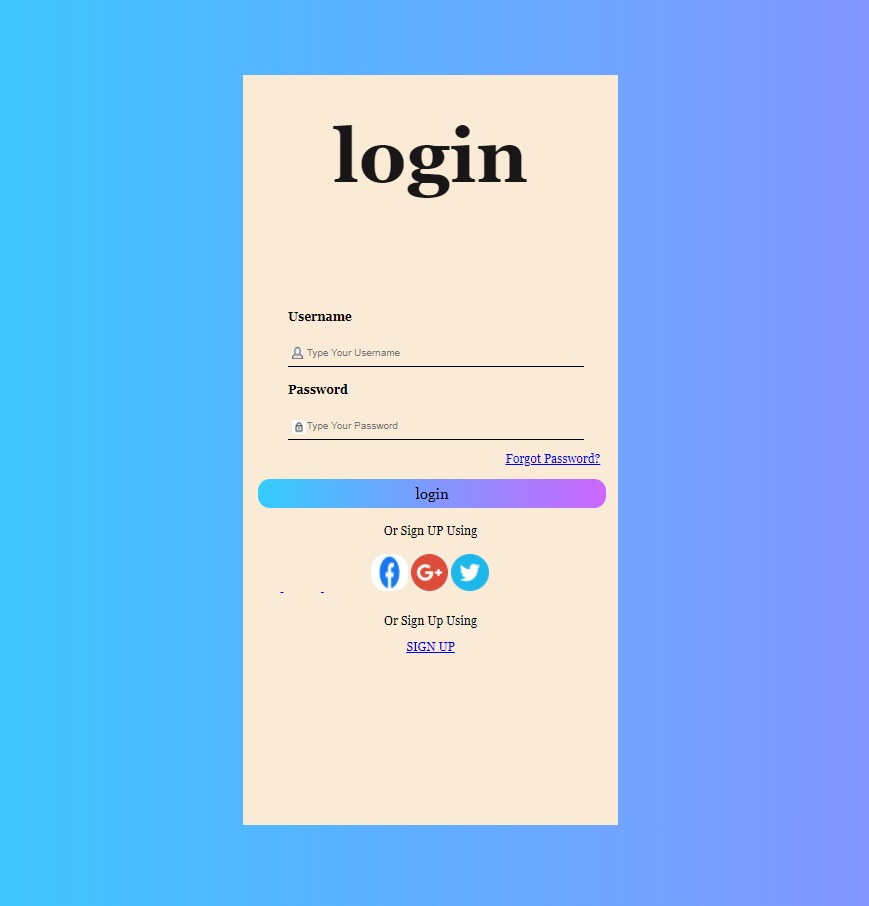 login
Username
Type Your Username
Password
Type Your Password
Forgot Password?
login
Or Sign UP Using
f G+
Or Sign Up Using
SIGN UP